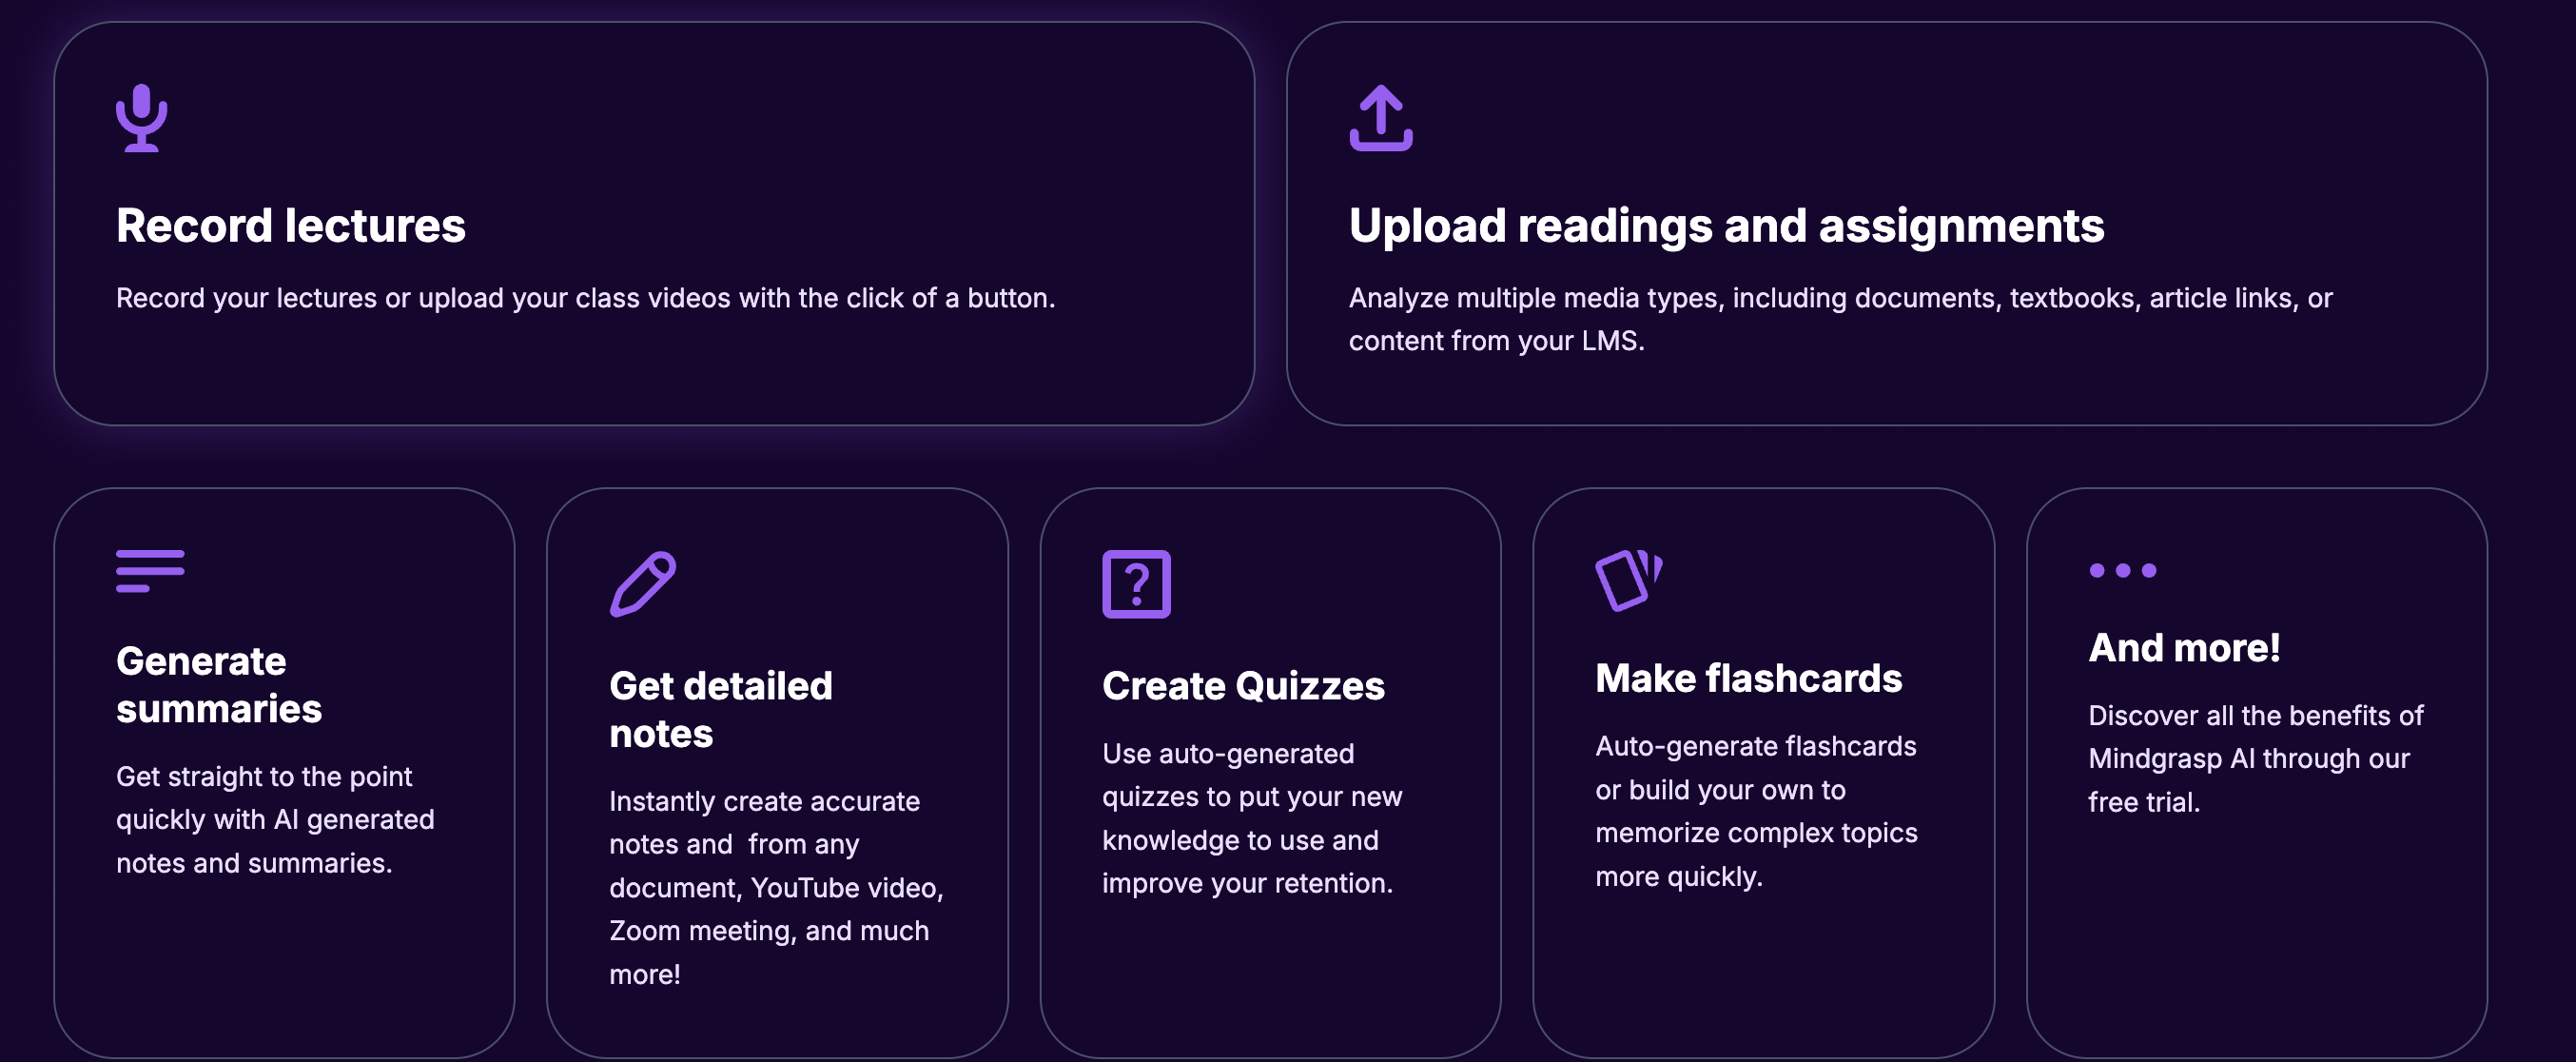 Record lectures
Record your lectures or upload your class videos with the click of a button.
Upload readings and assignments
Analyze multiple media types, including documents, textbooks, article links, or
content from your LMS.
Generate
summaries
Get straight to the point
quickly with AI generated
notes and summaries.
Get detailed
notes
Instantly create accurate
notes and  from any
document, YouTube video,
Zoom meeting, and much
more!
Create Quizzes
Use auto-generated
quizzes to put your new
knowledge to use and
improve your retention.
Make flashcards
Auto-generate flashcards
or build your own to
memorize complex topics
more quickly.
And more!
Discover all the benefits of
Mindgrasp AI through our
free trial.